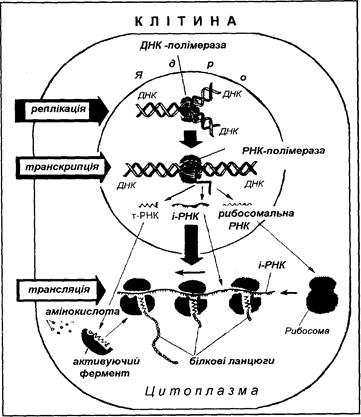 КЛІТИНА
ДНК-полімераза
Ядро
ДНК
ДНК
ДНК
реплікація
РНК-полімераза
транскрипція
ДНК
ДНК
т-РНК
і-РНК
рибосомальна
РНК
трансляція
і-РНК
амінокислота
Рибосома
активуючий
фермент
білкові ланцюги
Цитоплазма